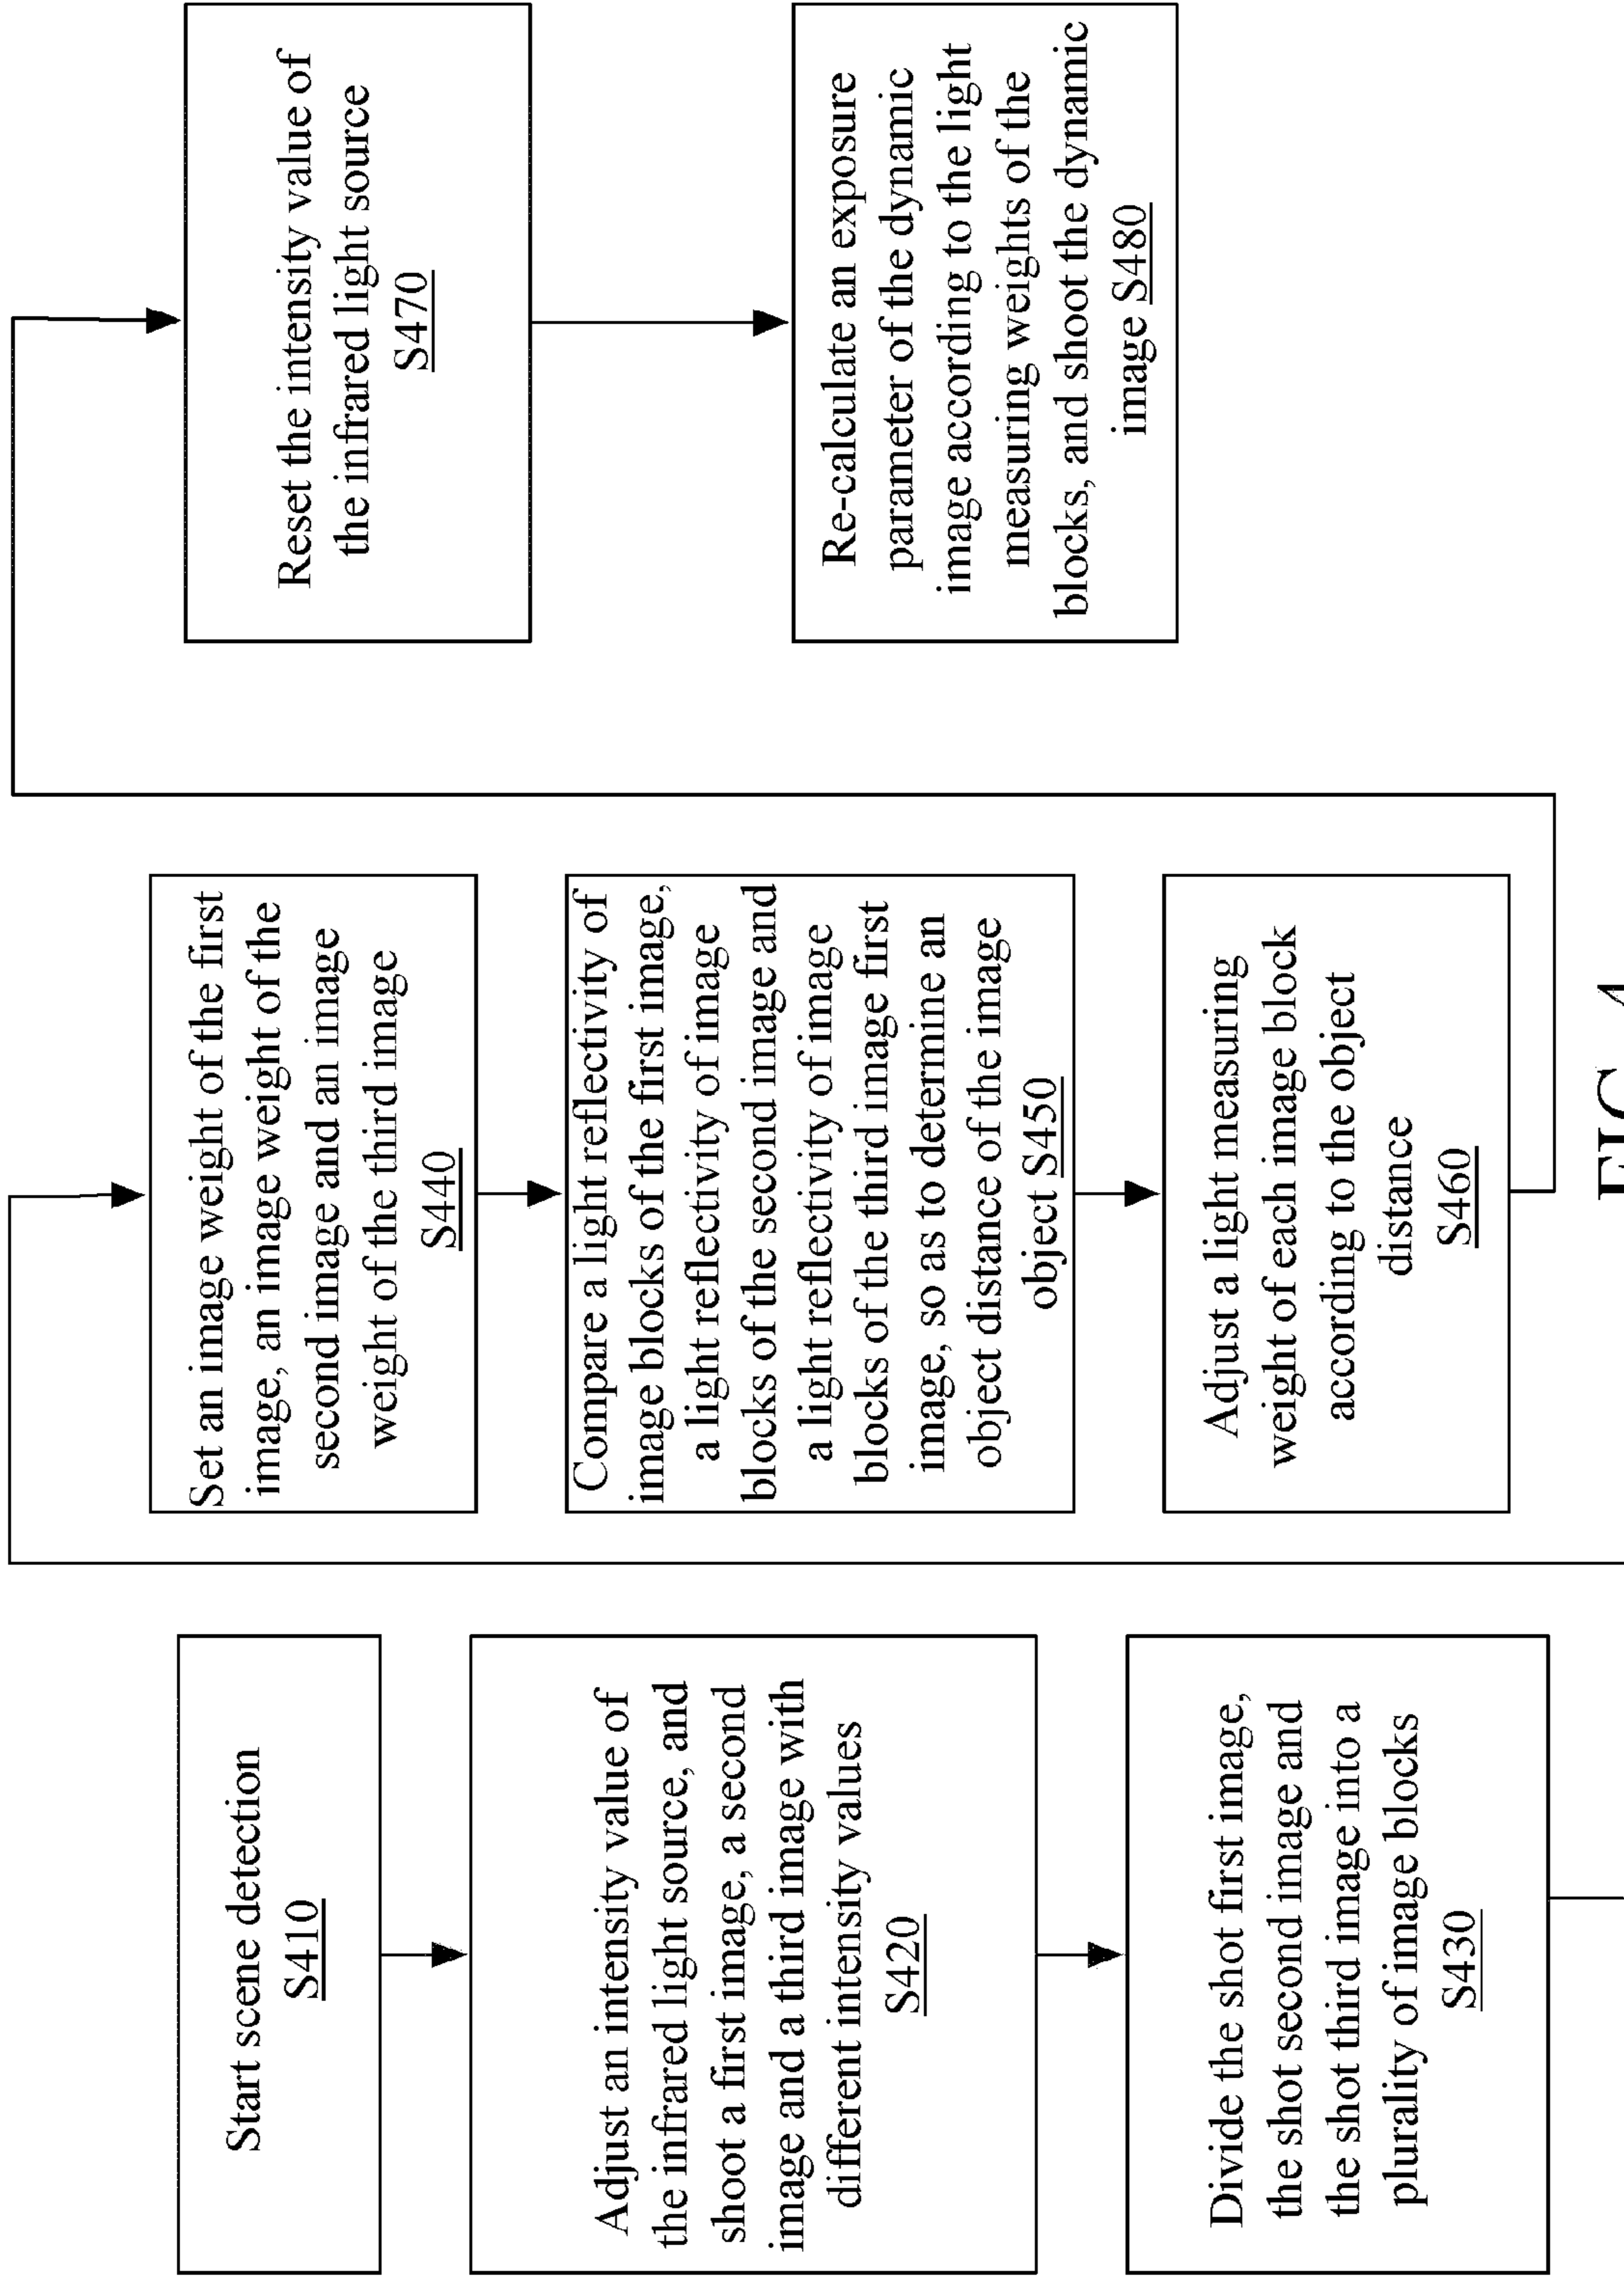 Start scene detection
S410
Adjust an intensity value of
the infrared light source, and
shoot a first image, a second
image and a third image with
different intensity values
S420
Divide the shot first image,
the shot second image and
the shot third image into a
plurality of image blocks
S430
Set an image weight of the first
image, an image weight of the
second image and an image
weight of the third image
S440
Compare a light reflectivity of
image blocks of the first image,
a light reflectivity of image
blocks of the second image and
a light reflectivity of image
blocks of the third image first
image, so as to determine an
object distance of the image
object S450
Adjust a light measuring
weight of each image block
according to the object
distance
S460
Reset the intensity value of
the infrared light source
S470
Re-calculate an exposure
parameter of the dynamic
image according to the light
measuring weights of the
blocks, and shoot the dynamic
image S480
FIG. 4